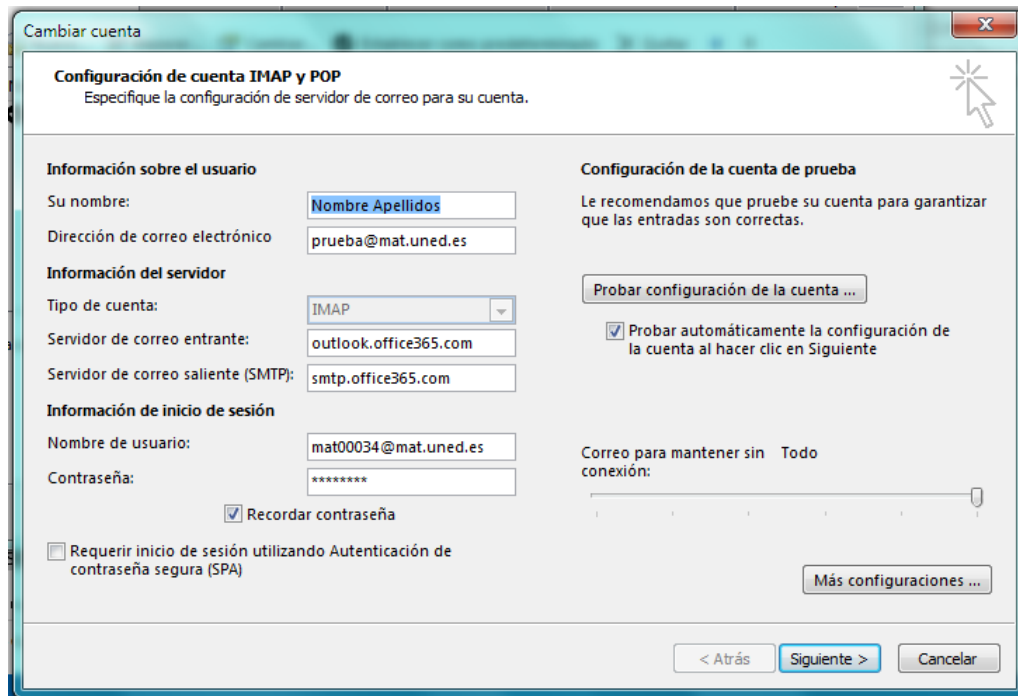 Cambiar cuenta
Configuración de cuenta IMAP y POP
Especifique la configuración de servidor de correo para su cuenta.
Información sobre el usuario
Su nombre: Nombre Apellidos
Dirección de correo electrónico prueba@mat.uned.es
Información del servidor
Tipo de cuenta: IMAP
Servidor de correo entrante: outlook.office365.com
Servidor de correo saliente (SMTP): smtp.office365.com
Información de inicio de sesión
Nombre de usuario: mat00034@mat.uned.es
Contraseña: ********
Recordar contraseña
Requerir inicio de sesión utilizando Autenticación de
contraseña segura (SPA)
Configuración de la cuenta de prueba
Le recomendamos que pruebe su cuenta para garantizar
que las entradas son correctas.
Probar configuración de la cuenta ...
Probar automáticamente la configuración de
la cuenta al hacer clic en Siguiente
Correo para mantener sin Todo
conexión:
Más configuraciones ...
< Atrás Siguiente > Cancelar